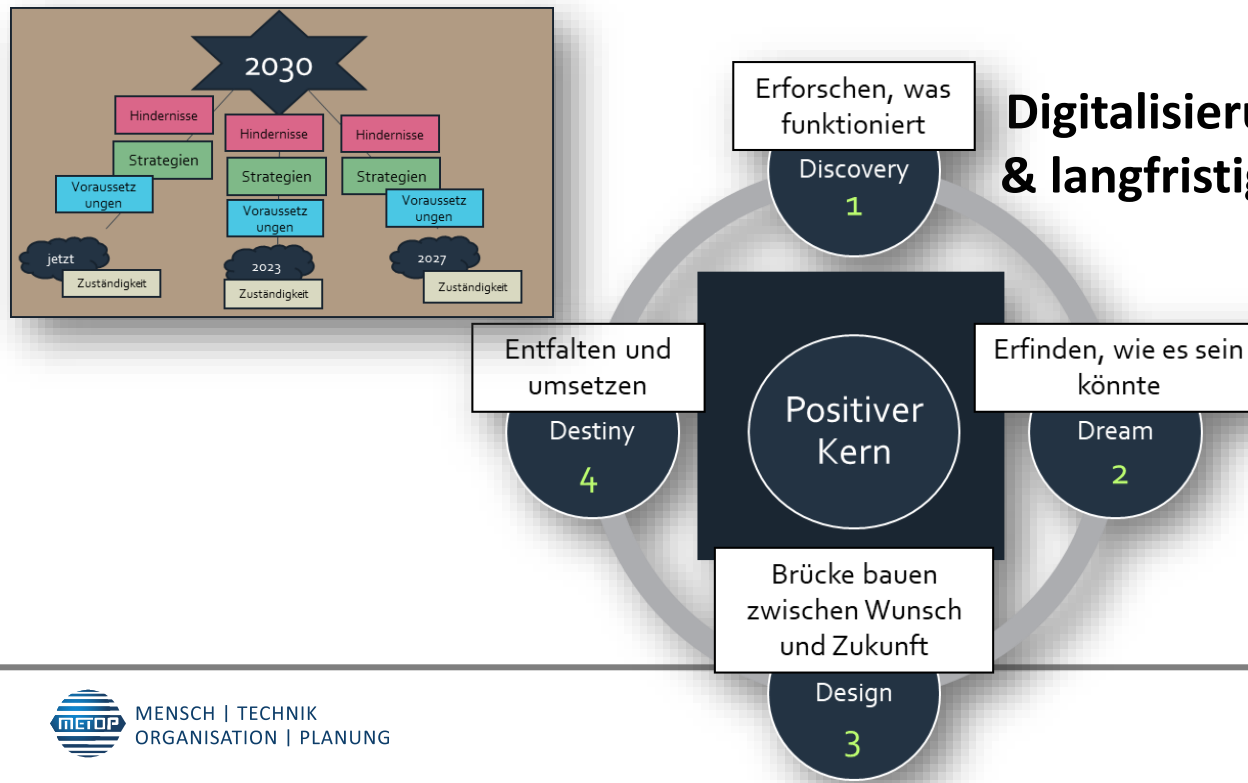 2030
Hindernisse
Strategien
Voraussetz
ungen
jetzt
Zuständigkeit
Hindernisse
Strategien
Voraussetz
ungen
2023
Zuständigkeit
Hindernisse
Strategien
Voraussetz
ungen
2027
Zuständigkeit
Digitalisieru
& langfristig
Erforschen, was
funktioniert
Discovery
1
Erfinden, wie es sein
könnte
Dream
2
Positiver
Kern
Brücke bauen
zwischen Wunsch
und Zukunft
Design
3
Entfalten und
umsetzen
Destiny
4
METOP
MENSCH | TECHNIK
ORGANISATION | PLANUNG